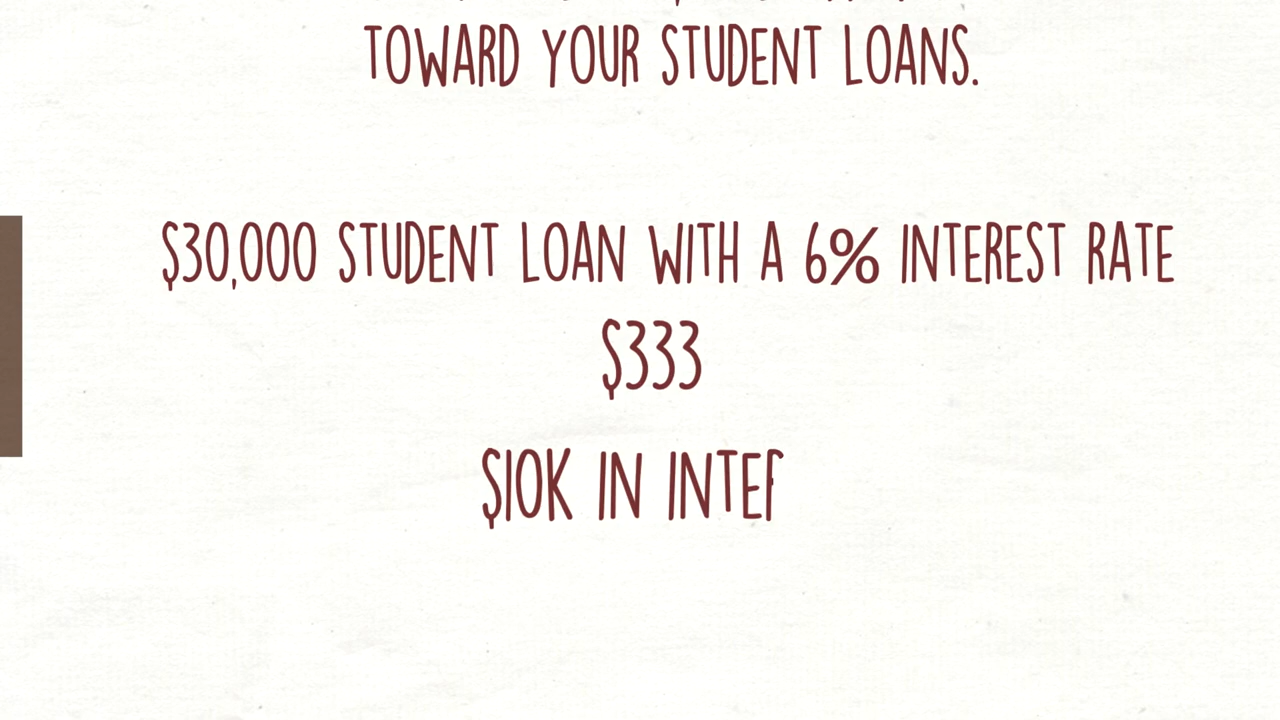 TOWARD YOUR STUDENT LOANS.
$30,000 STUDENT LOAN WITH A 6% INTEREST RATE
$333
$10K IN